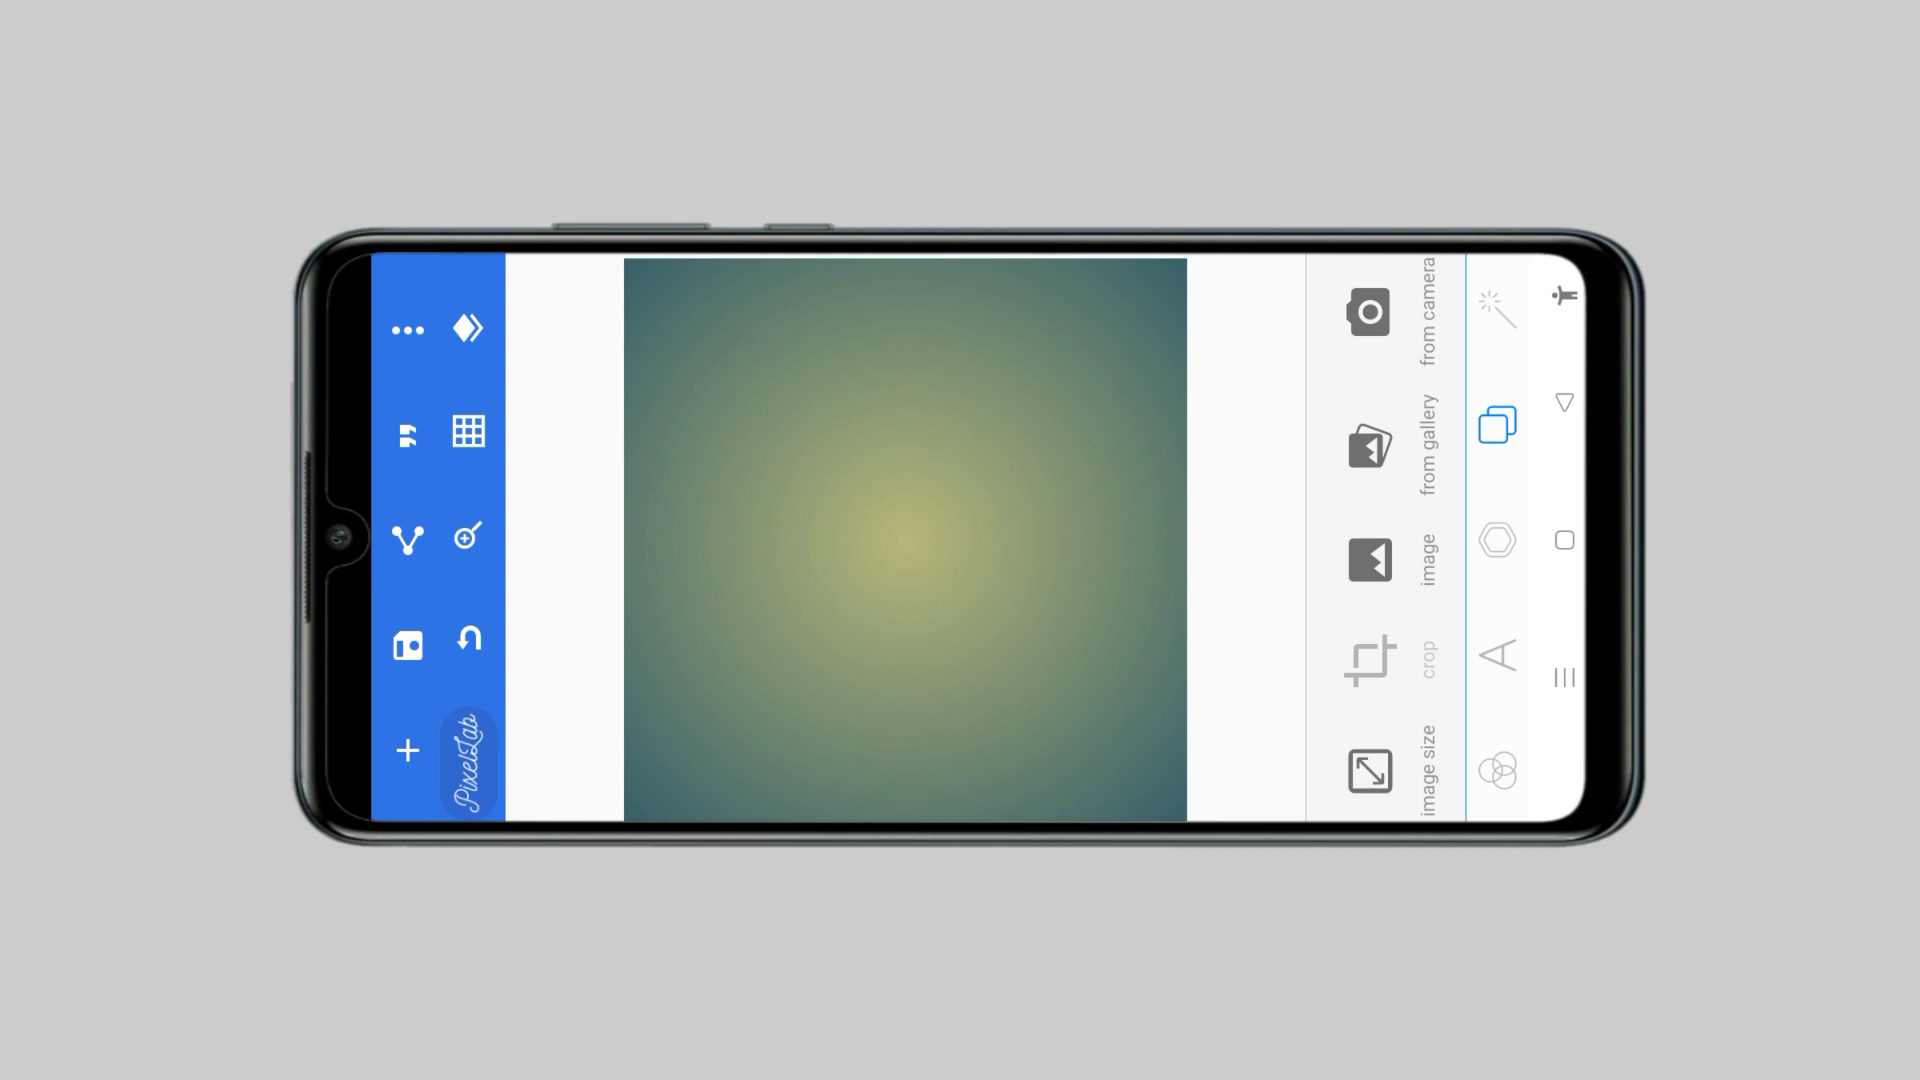 PixelLab
image size
crop
image
from gallery
from camera